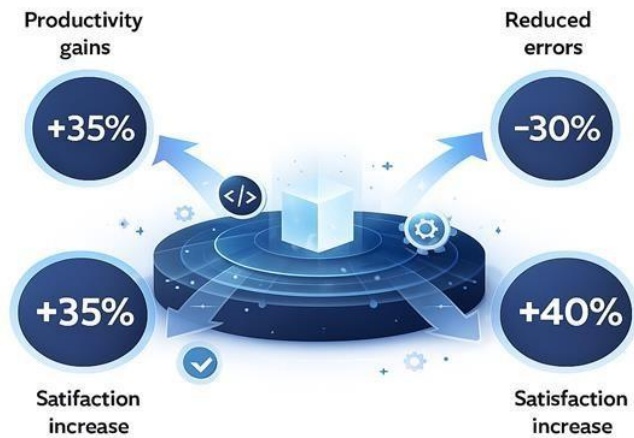 Productivity
gains
+35%
Reduced
errors
-30%
</>
+35%
Satifaction
increase
+40%
Satisfaction
increase